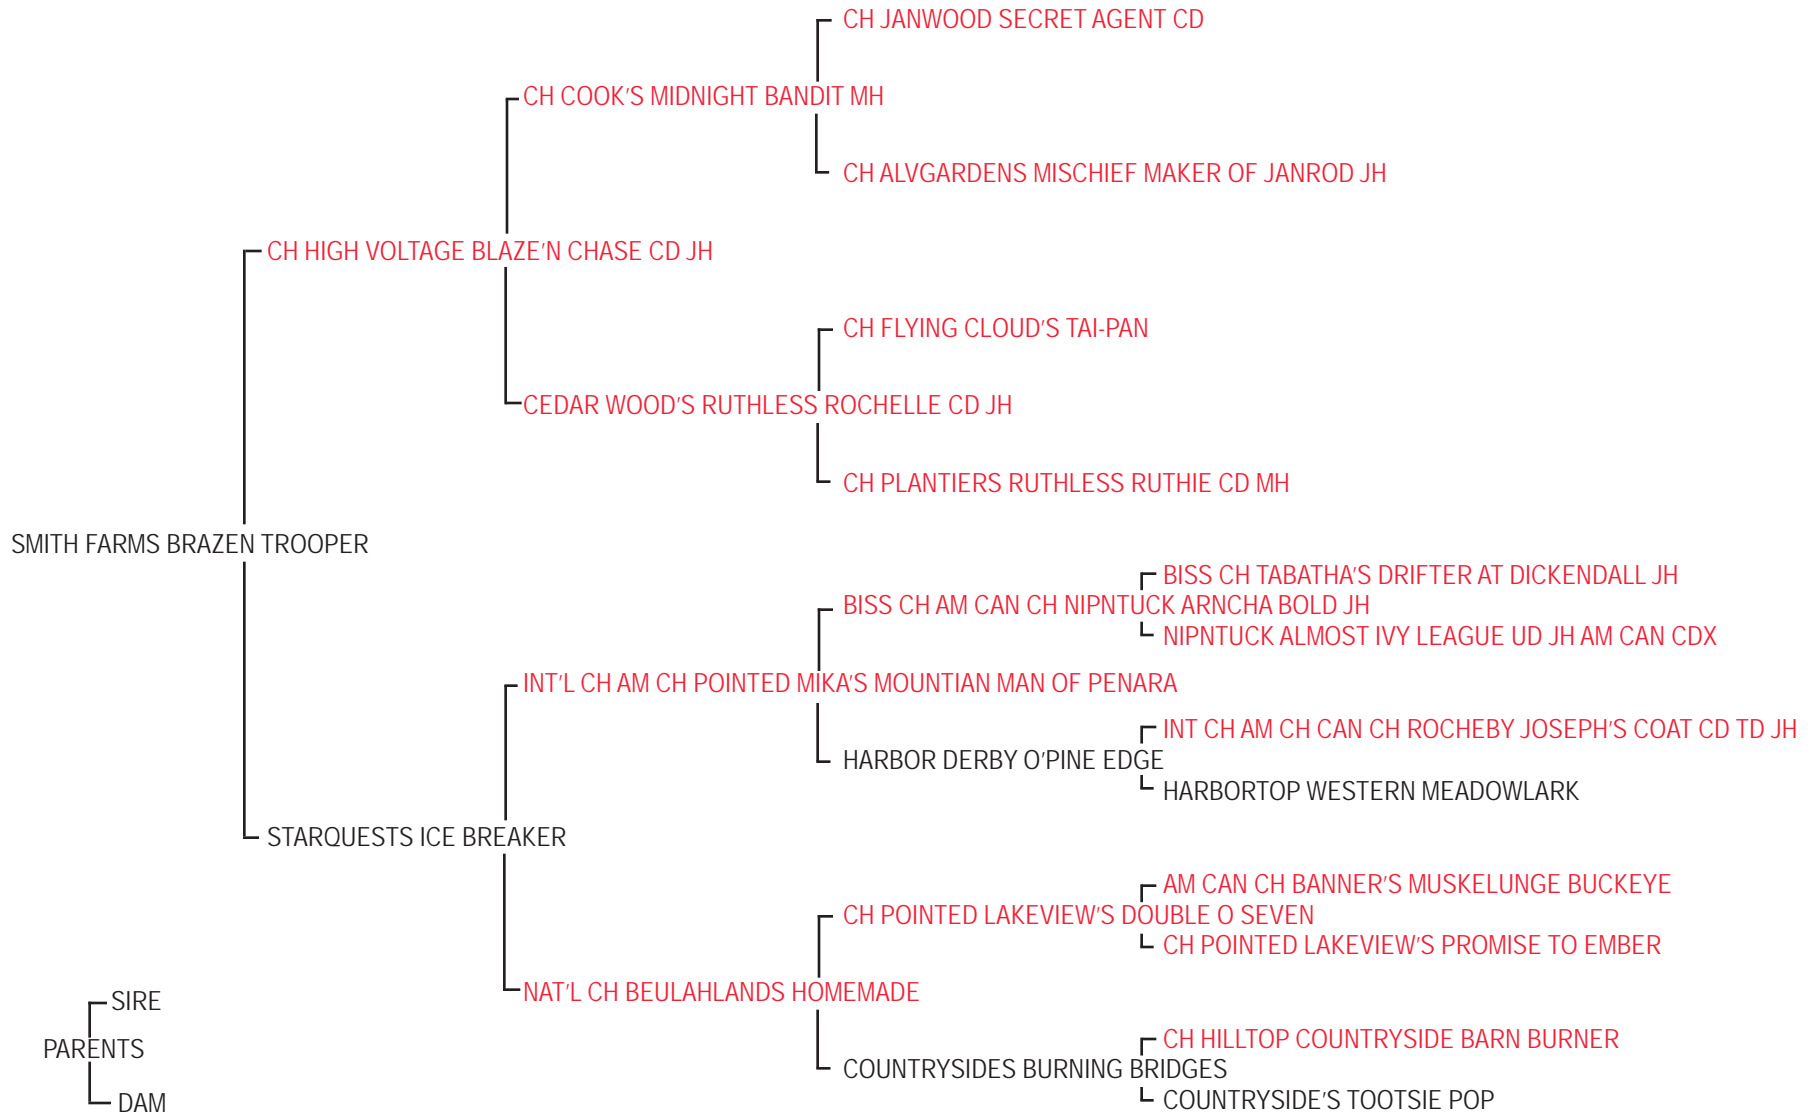 CH JANWOOD SECRET AGENT CD
CH COOK'S MIDNIGHT BANDIT MH
CH ALVGARDENS MISCHIEF MAKER OF JANROD JH
CH HIGH VOLTAGE BLAZE'N CHASE CD JH
CH FLYING CLOUD'S TAI-PAN
CEDAR WOOD'S RUTHLESS ROCHELLE CD JH
CH PLANTIERS RUTHLESS RUTHIE CD MH
SMITH FARMS BRAZEN TROOPER
BISS CH TABATHA'S DRIFTER AT DICKENDALL JH
BISS CH AM CAN CH NIPNTUCK ARNCHA BOLD JH
NIPNTUCK ALMOST IVY LEAGUE UD JH AM CAN CDX
INT'L CH AM CH POINTED MIKA'S MOUNTIAN MAN OF PENARA
INT CH AM CH CAN CH ROCHEBY JOSEPH'S COAT CD TD JH
HARBOR DERBY O'PINE EDGE
HARBORTOP WESTERN MEADOWLARK
STARQUESTS ICE BREAKER
AM CAN CH BANNER'S MUSKELUNGE BUCKEYE
CH POINTED LAKEVIEW'S DOUBLE O SEVEN
CH POINTED LAKEVIEW'S PROMISE TO EMBER
NAT'L CH BEULAHLANDS HOMEMADE
CH HILLTOP COUNTRYSIDE BARN BURNER
COUNTRYSIDES BURNING BRIDGES
COUNTRYSIDE'S TOOTSIE POP
SIRE
PARENTS
DAM